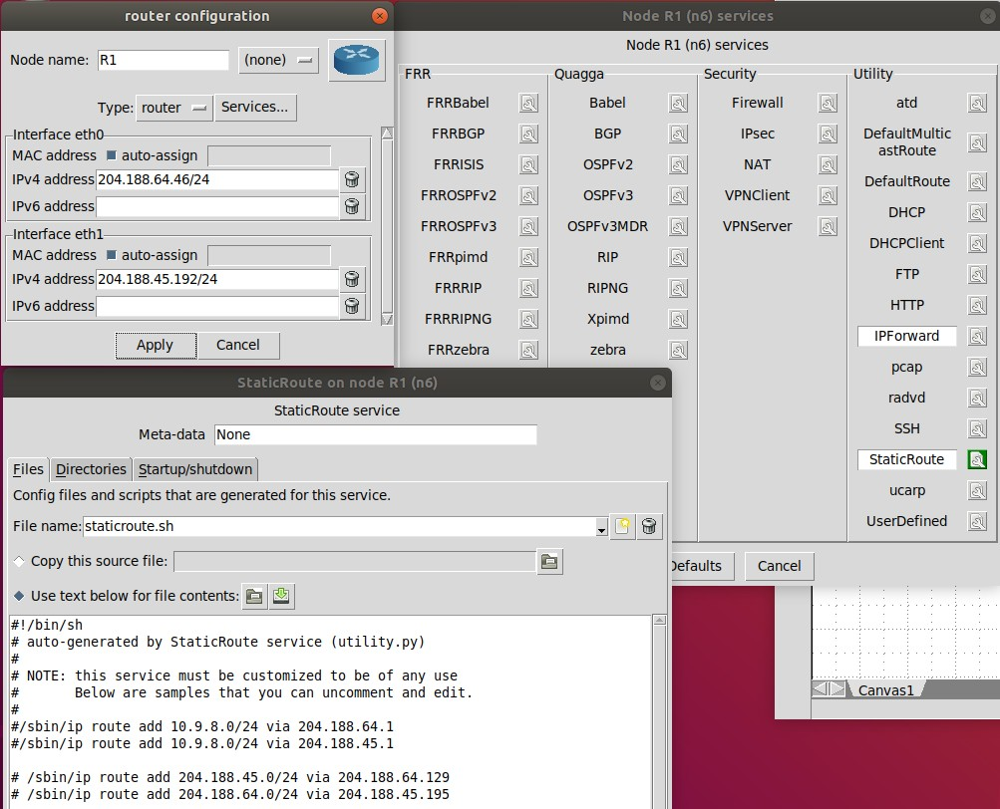 router configuration
Node name: R1 (none)
Type: router Services...
Interface eth0
MAC address auto-assign
IPv4 address 204.188.64.46/24
IPv6 address
Interface eth1
MAC address auto-assign
IPv4 address 204.188.45.192/24
IPv6 address
Apply Cancel
Node R1 (n6) services
Node R1 (n6) services
FRR
FRRBabel
FRRBGP
FRRISIS
FRROSPFv2
FRROSPFv3
FRRpimd
FRRRIP
FRRRIPNG
FRRzebra
Quagga
Babel
BGP
OSPFv2
OSPFv3
OSPFv3MDR
RIP
RIPNG
Xpimd
zebra
Security
Firewall
IPsec
NAT
VPNClient
VPNServer
Utility
atd
DefaultMultic
astRoute
DefaultRoute
DHCP
DHCPClient
FTP
HTTP
IPForward
pcap
radvd
SSH
StaticRoute
ucarp
UserDefined
Defaults Cancel
StaticRoute on node R1 (n6)
StaticRoute service
Meta-data None
Files Directories Startup/shutdown
Config files and scripts that are generated for this service.
File name: staticroute.sh
Copy this source file:
Use text below for file contents:
#!/bin/sh
# auto-generated by StaticRoute service (utility.py)
#
# NOTE: this service must be customized to be of any use
#       Below are samples that you can uncomment and edit.
#
#/sbin/ip route add 10.9.8.0/24 via 204.188.64.1
#/sbin/ip route add 10.9.8.0/24 via 204.188.45.1
# /sbin/ip route add 204.188.45.0/24 via 204.188.64.129
# /sbin/ip route add 204.188.64.0/24 via 204.188.45.195
Canvas1